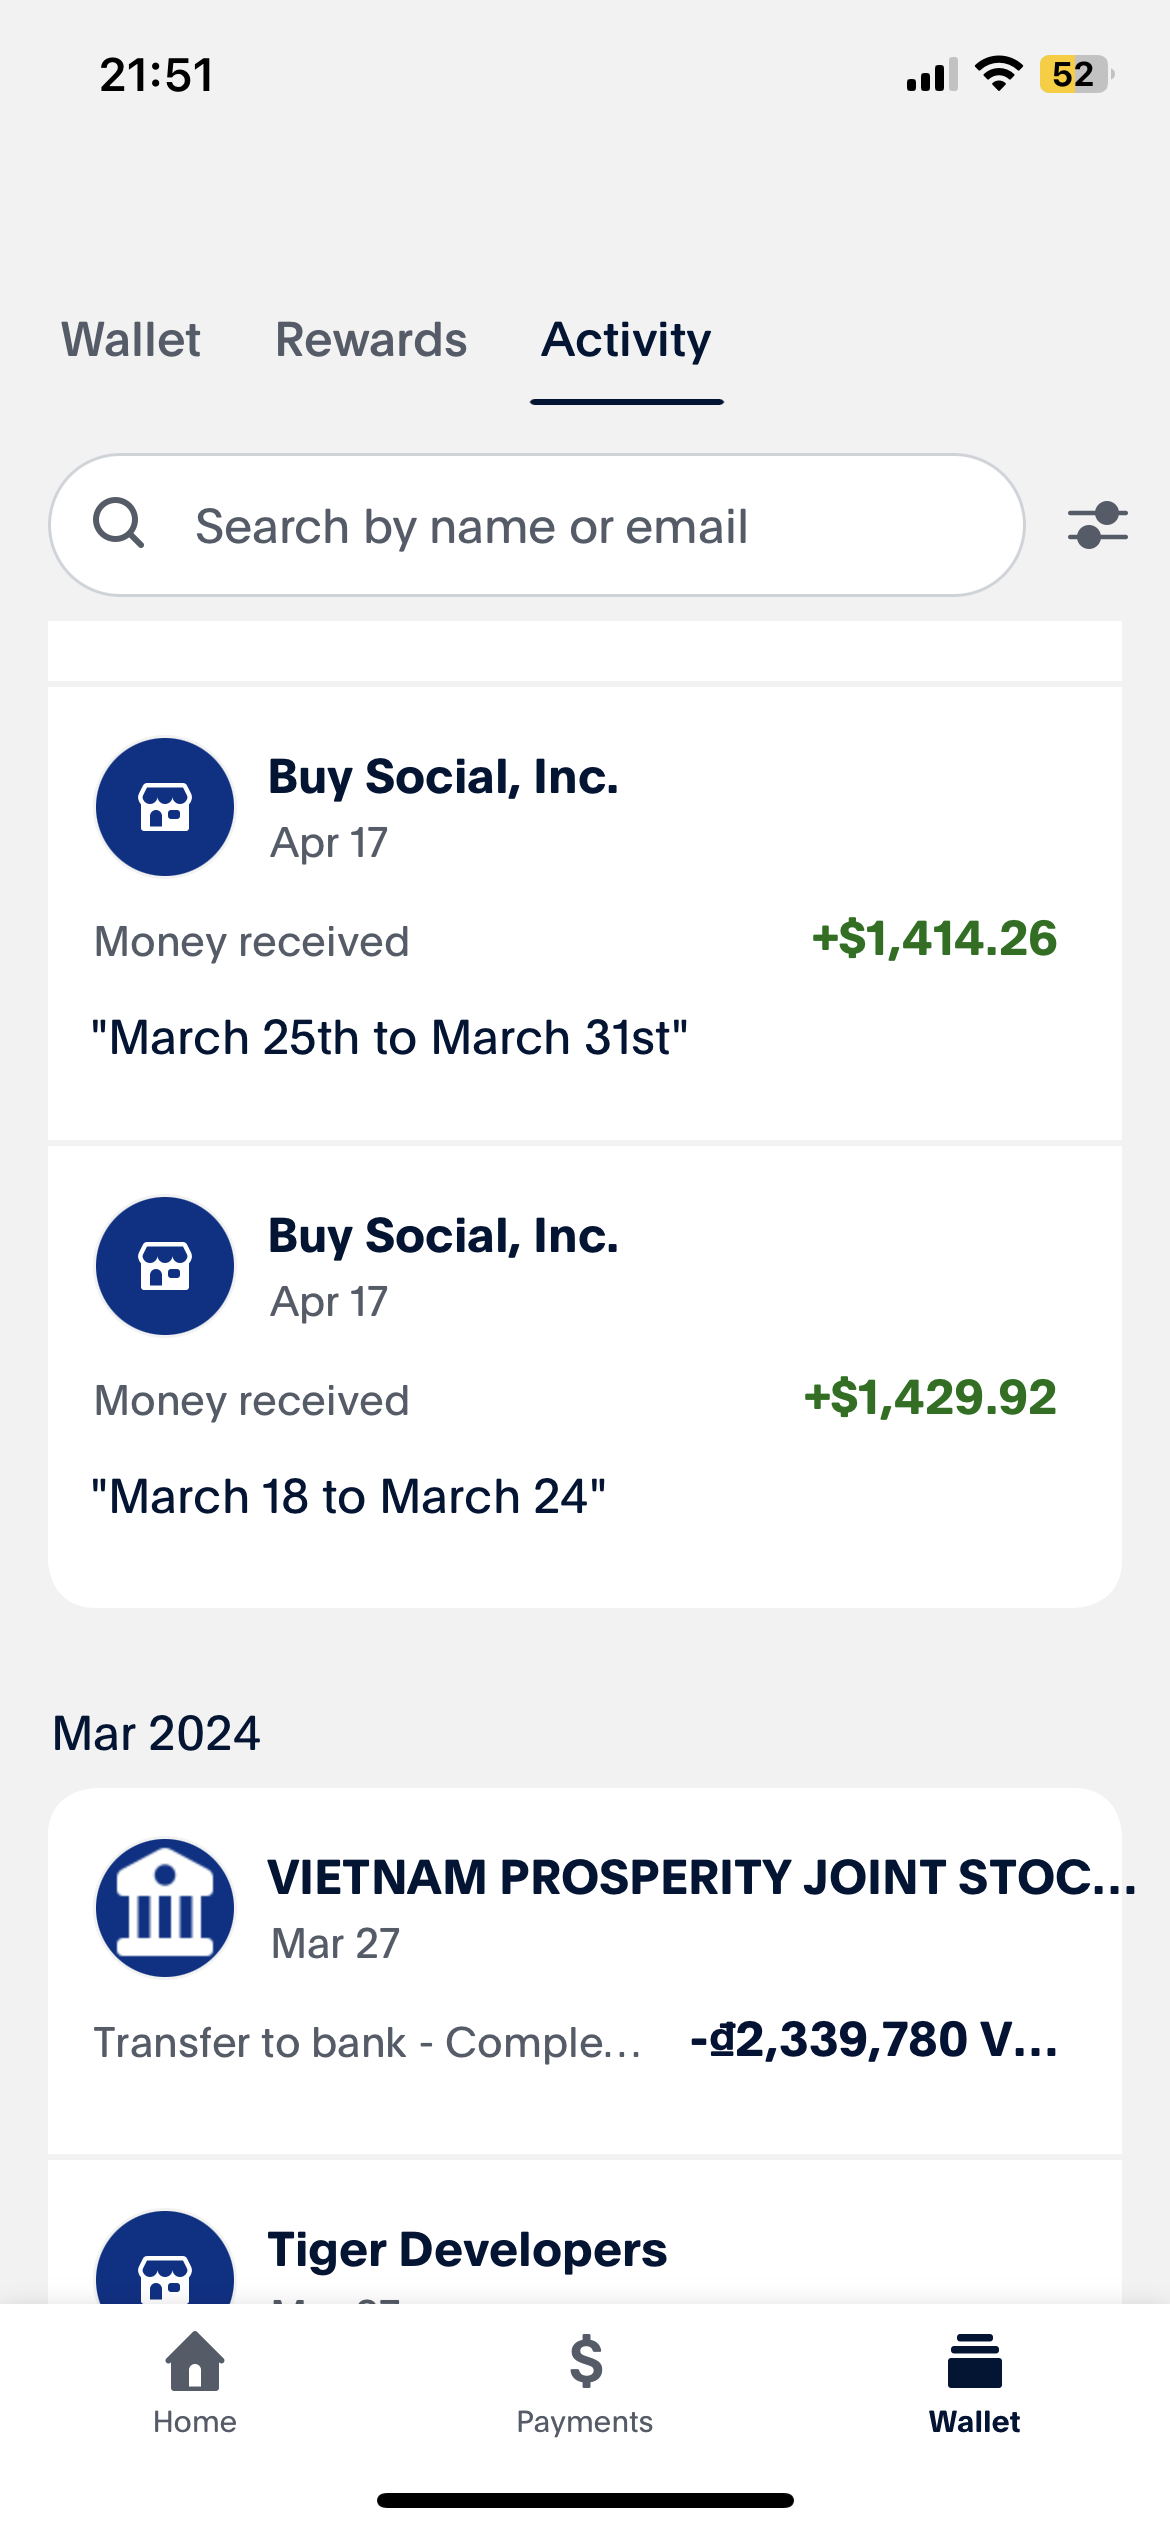 21:51
52
Wallet Rewards Activity
Search by name or email
Buy Social, Inc.
Apr 17
Money received +$1,414.26
"March 25th to March 31st"
Buy Social, Inc.
Apr 17
Money received +$1,429.92
"March 18 to March 24"
Mar 2024
VIETNAM PROSPERITY JOINT STOC...
Mar 27
Transfer to bank - Comple... -₫2,339,780 V...
Tiger Developers
Home Payments Wallet